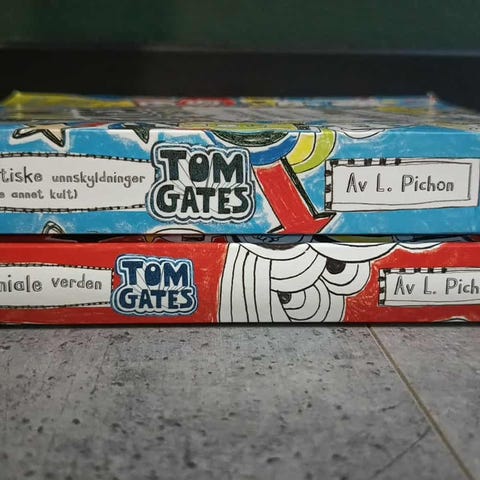 tiske unnskyldninger
e annet kult)
TOM
GATES
Av L. Pichon
niale verden
TOM
GATES
Av L. Pich